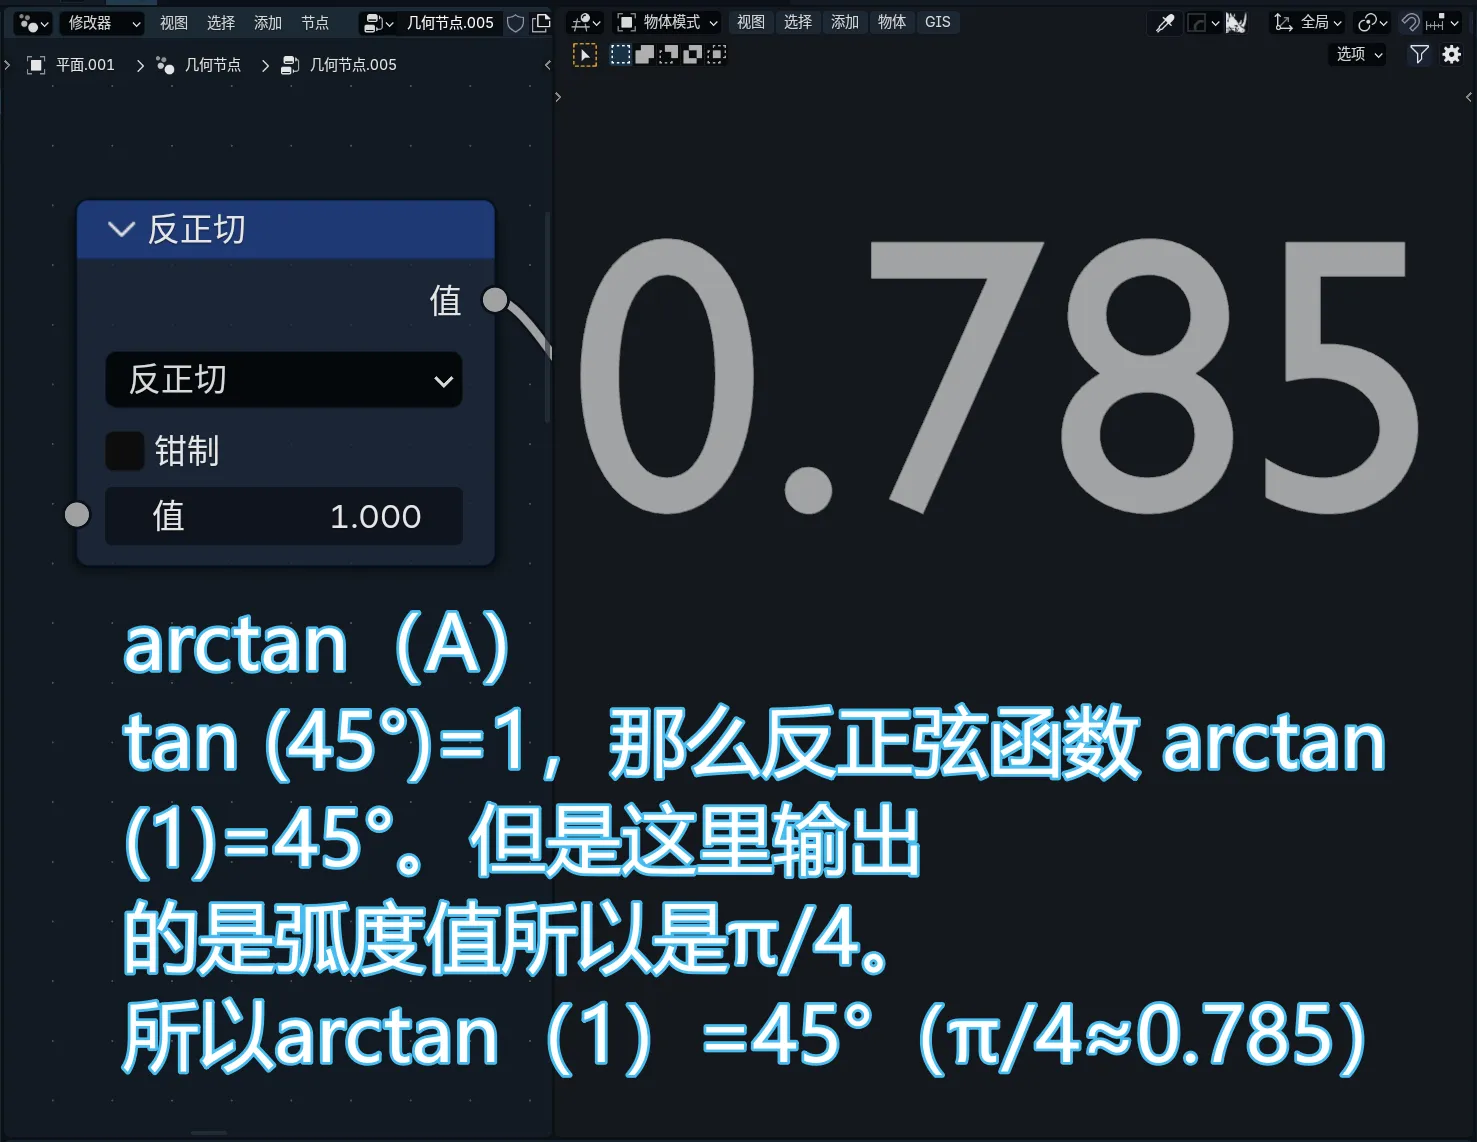 修改器 视图 选择 添加 节点 几何节点.005 物体模式 视图 选择 添加 物体 GIS 全局
选项
平面.001 几何节点 几何节点.005
反正切
值
反正切
钳制
值 1.000
0.785
arctan（A）
tan (45°)=1，那么反正弦函数 arctan
(1)=45°。但是这里输出
的是弧度值所以是π/4。
所以arctan（1）=45°（π/4≈0.785）